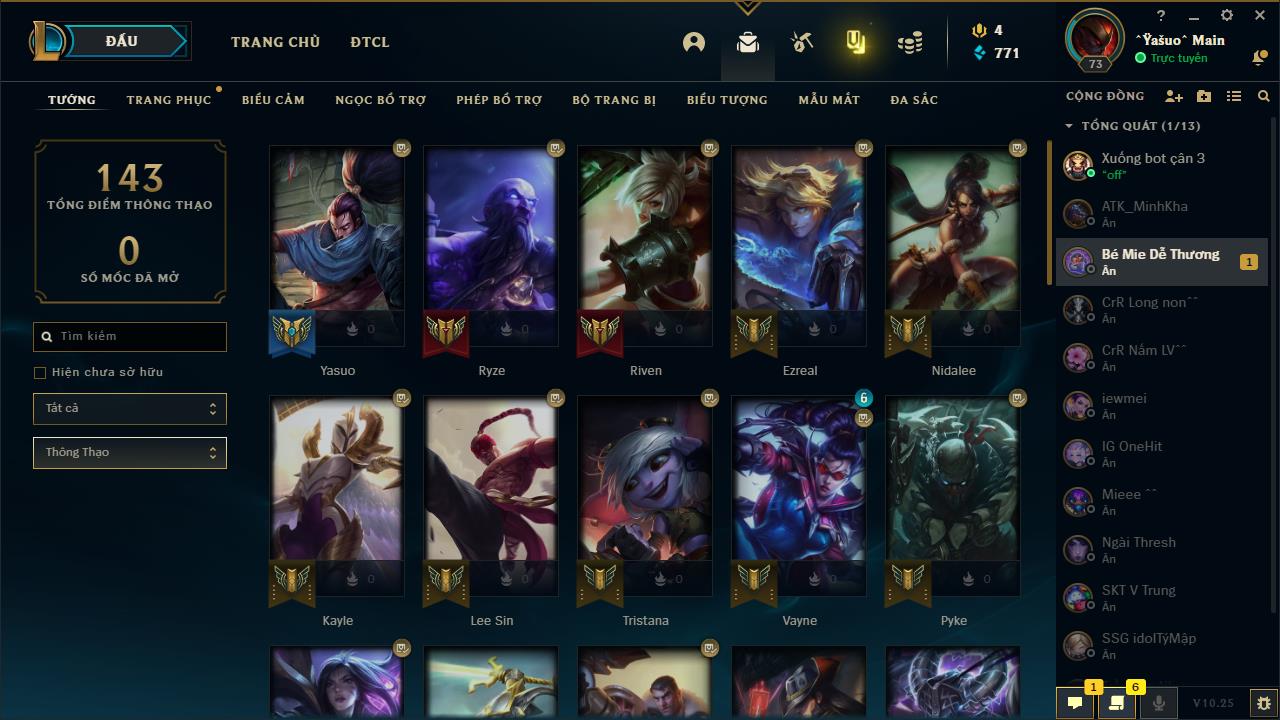 ĐẤU
TRANG CHỦ
ĐTCL
4
771
?
ˆŸaśuoˆ Main
Trực tuyến
73
TƯỚNG
TRANG PHỤC
BIỂU CẢM
NGỌC BỔ TRỢ
PHÉP BỔ TRỢ
BỘ TRANG BỊ
BIỂU TƯỢNG
MẪU MẮT
ĐA SẮC
143
TỔNG ĐIỂM THÔNG THẠO
0
SỐ MỐC ĐÃ MỞ
Tìm kiếm
Hiện chưa sở hữu
Tất cả
Thông Thạo
0
0
0
0
0
Yasuo
Ryze
Riven
Ezreal
Nidalee
6
0
0
0
0
0
Kayle
Lee Sin
Tristana
Vayne
Pyke
CỘNG ĐỒNG
TỔNG QUÁT (1/13)
Xuống bot çân 3
"off"
ATK_MinhKha
Ẩn
Bé Mie Dễ Thương
Ẩn
1
CrR Long nonˆˆ
Ẩn
CrR Nấm LVˆˆ
Ẩn
iewmei
Ẩn
IG OneHit
Ẩn
Mieee ˆˆ
Ẩn
Ngài Thresh
Ẩn
SKT V Trung
Ẩn
SSG idolTÿMập
Ẩn
1
6
V10.25